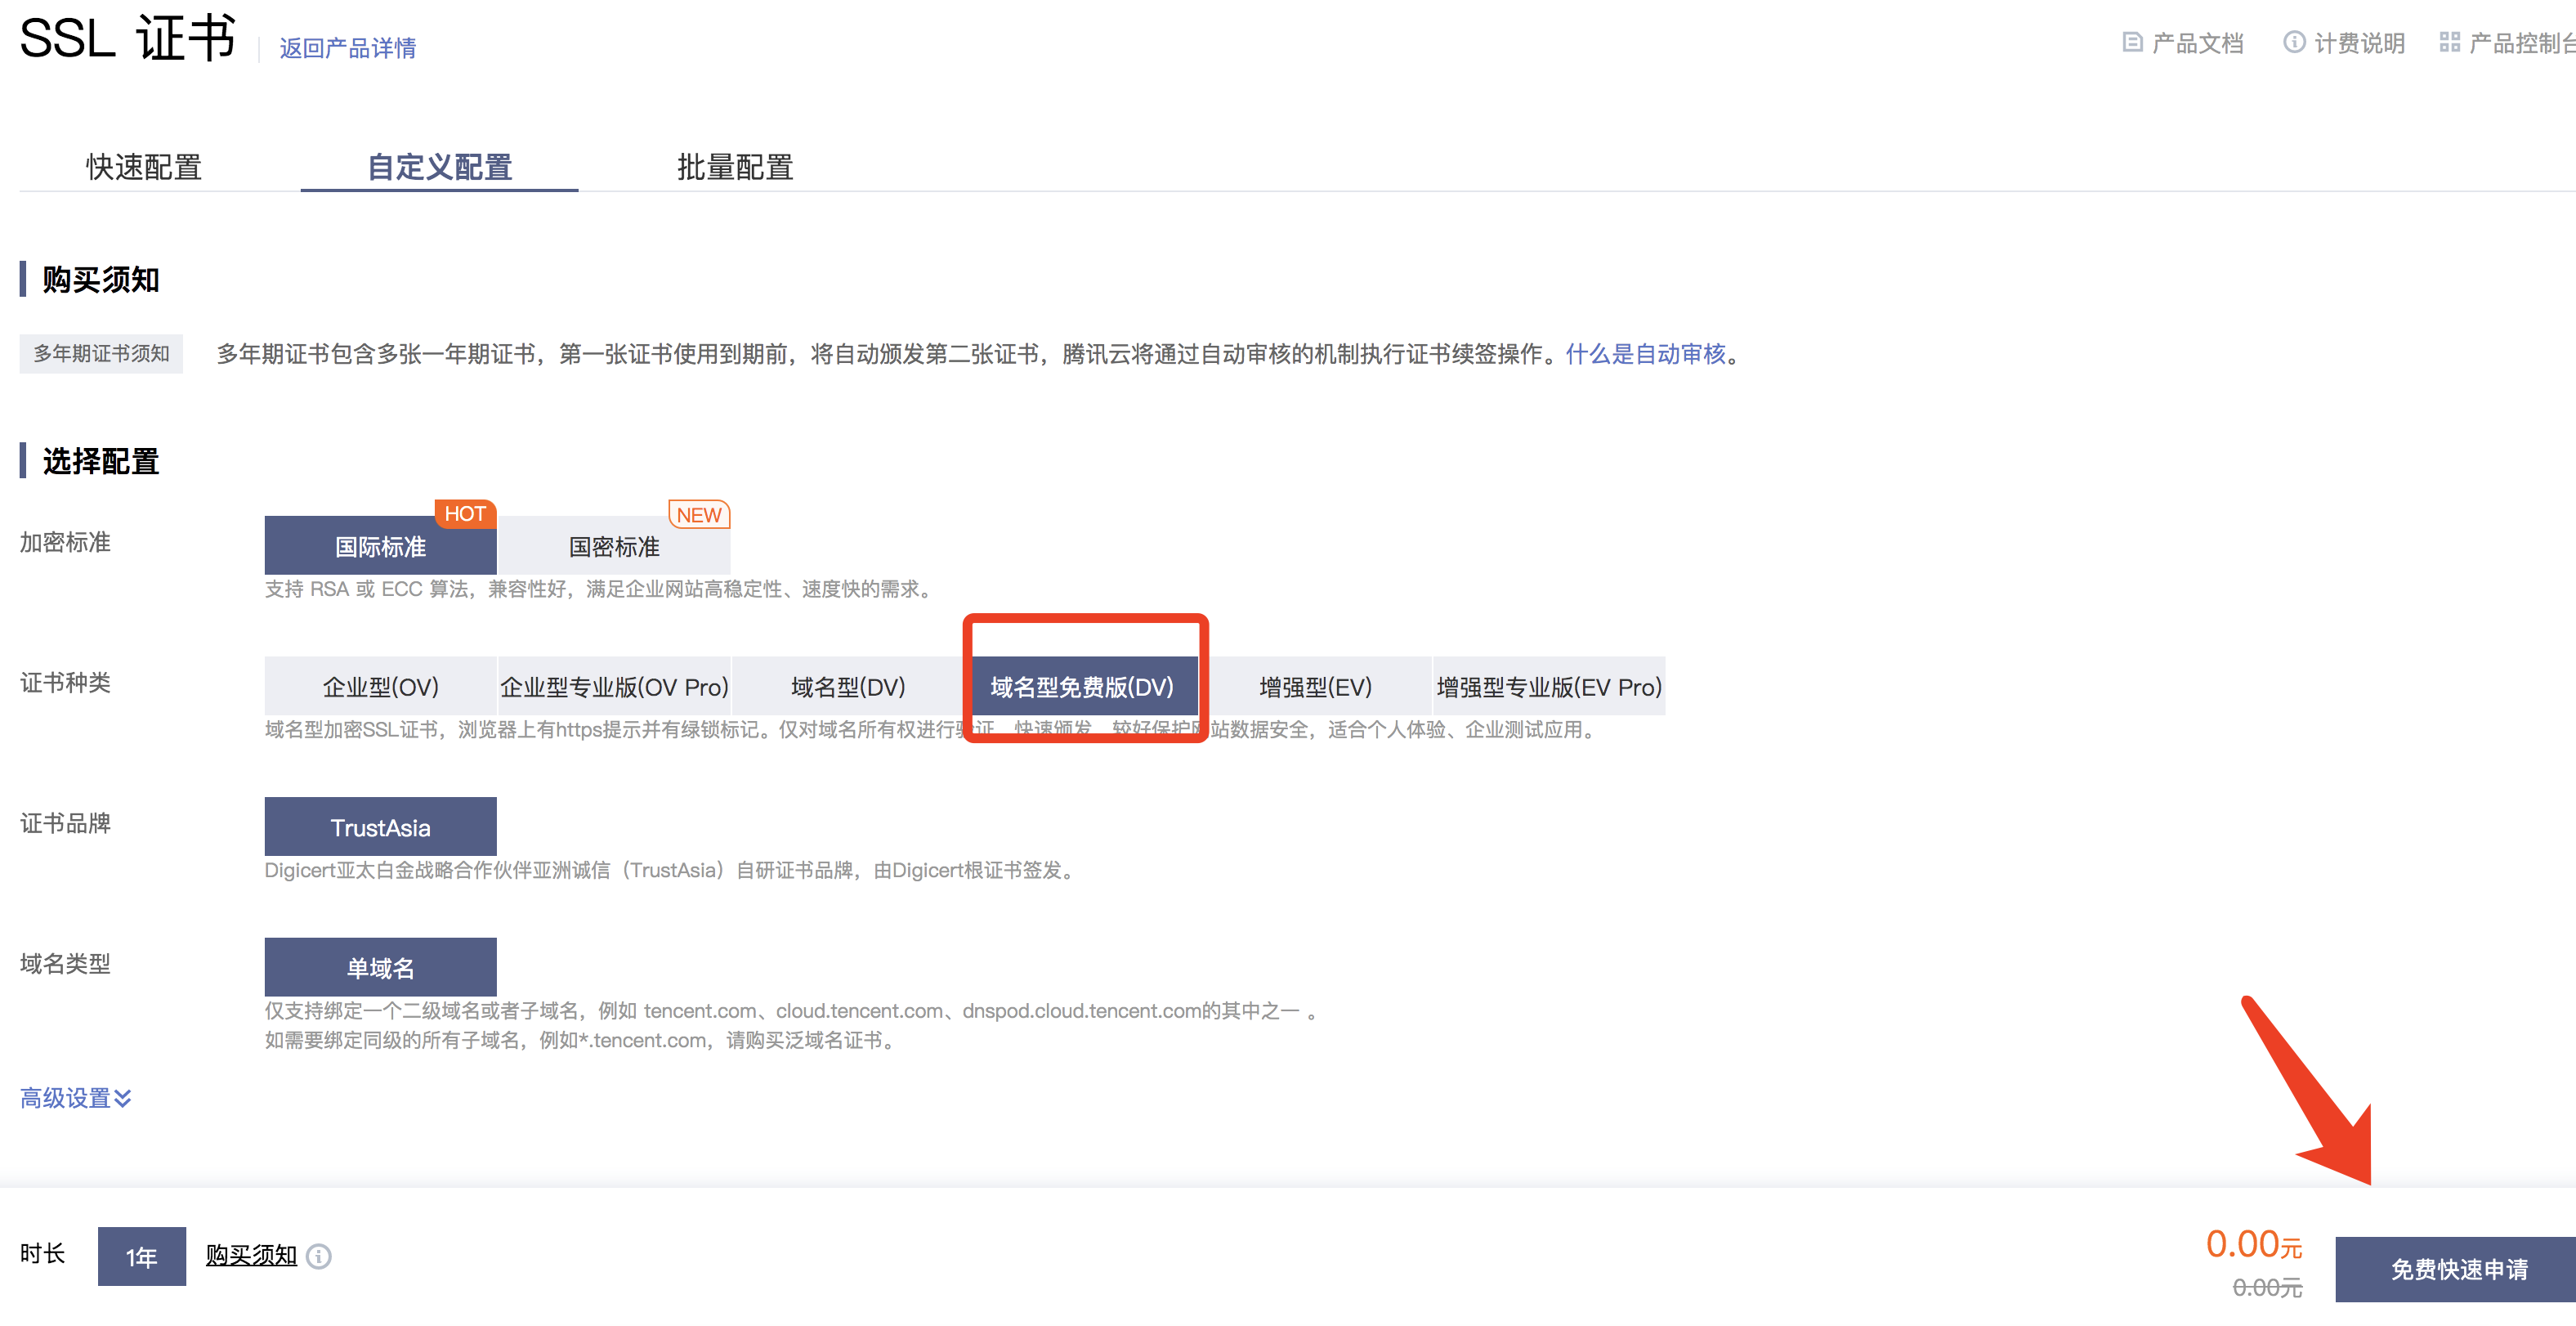 SSL 证书
返回产品详情
产品文档
计费说明
产品控制台
快速配置
自定义配置
批量配置
购买须知
多年期证书须知
多年期证书包含多张一年期证书，第一张证书使用到期前，将自动颁发第二张证书，腾讯云将通过自动审核的机制执行证书续签操作。什么是自动审核。
选择配置
加密标准
HOT
国际标准
NEW
国密标准
支持 RSA 或 ECC 算法，兼容性好，满足企业网站高稳定性、速度快的需求。
证书种类
企业型(OV)
企业型专业版(OV Pro)
域名型(DV)
域名型免费版(DV)
增强型(EV)
增强型专业版(EV Pro)
域名型加密SSL证书，浏览器上有https提示并有绿锁标记。仅对域名所有权进行验证，快速颁发，较好保护网站数据安全，适合个人体验、企业测试应用。
证书品牌
TrustAsia
Digicert亚太白金战略合作伙伴亚洲诚信（TrustAsia）自研证书品牌，由Digicert根证书签发。
域名类型
单域名
仅支持绑定一个二级域名或者子域名，例如 tencent.com、cloud.tencent.com、dnspod.cloud.tencent.com的其中之一 。
如需要绑定同级的所有子域名，例如*.tencent.com，请购买泛域名证书。
高级设置
时长
1年
购买须知
0.00元
0.00元
免费快速申请